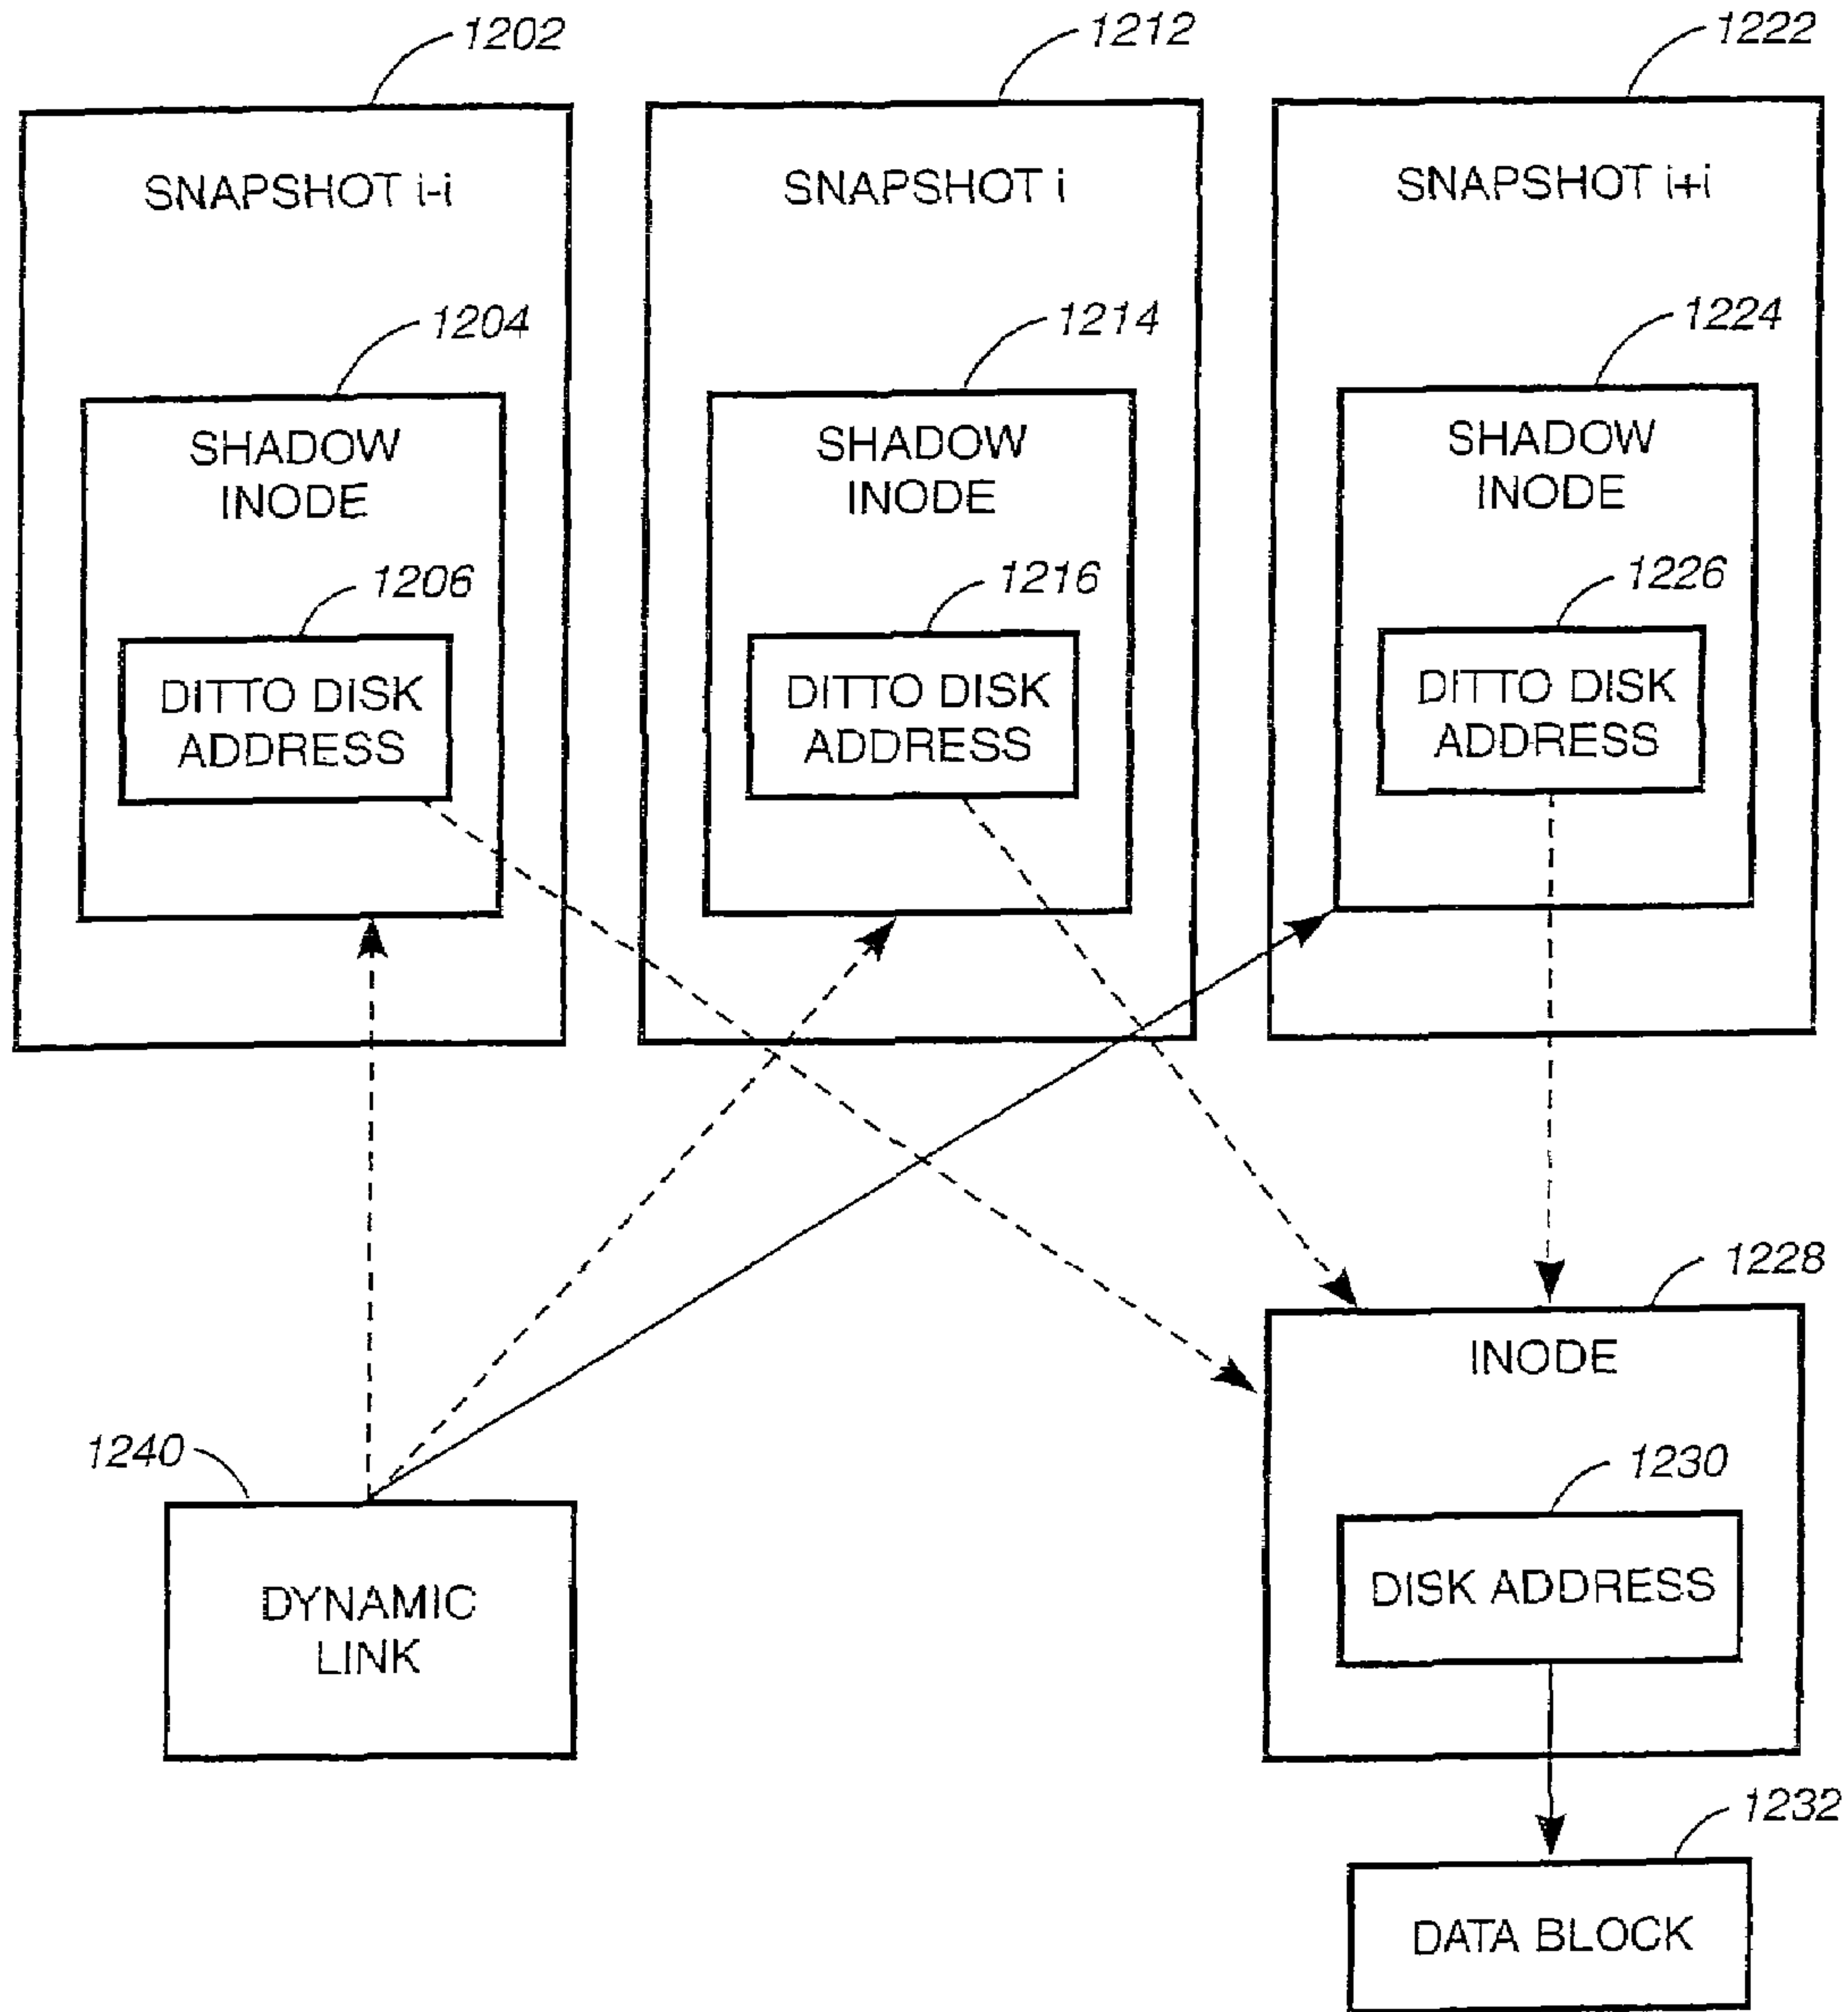 1202
1212
1222
SNAPSHOT i-i
SNAPSHOT i
SNAPSHOT i+i
1204
1214
1224
SHADOW
INODE
SHADOW
INODE
SHADOW
INODE
1206
1216
1226
DITTO DISK
ADDRESS
DITTO DISK
ADDRESS
DITTO DISK
ADDRESS
1228
INODE
1240
1230
DYNAMIC
LINK
DISK ADDRESS
1232
DATA BLOCK